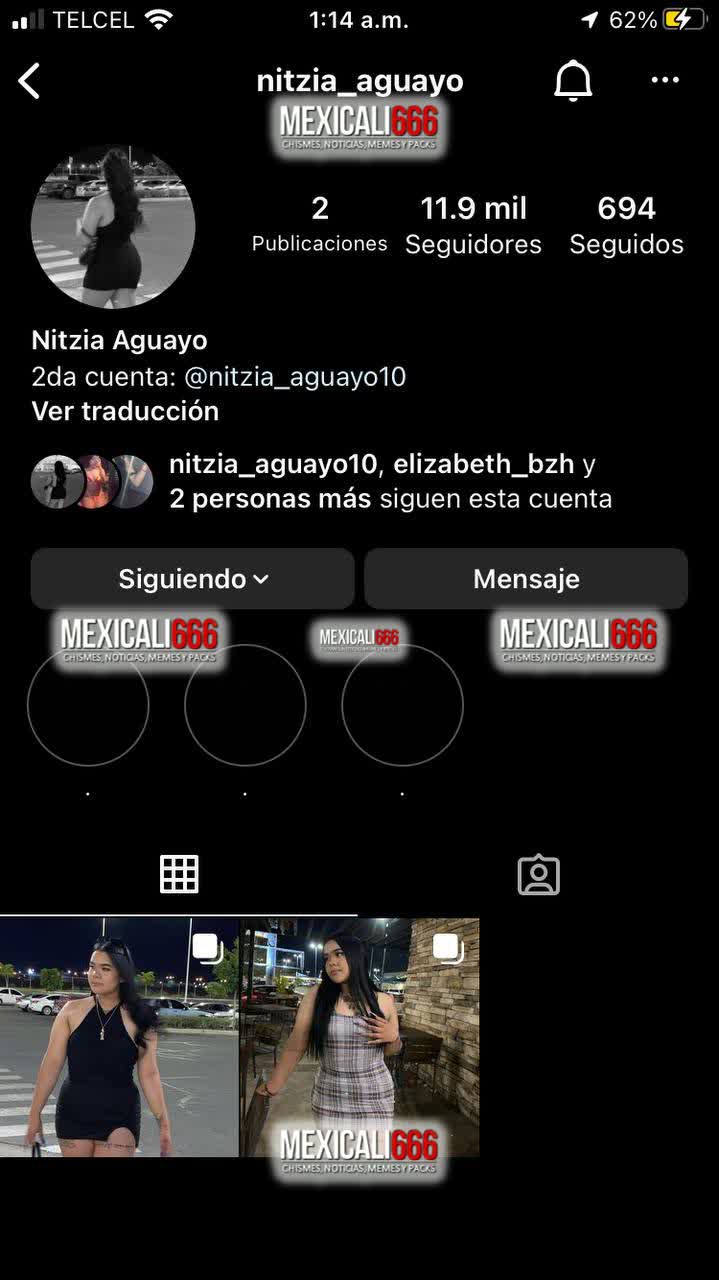 TELCEL 1:14 a.m. 62%
nitzia_aguayo
MEXICALI666
CHISMES, NOTICIAS, MEMES Y PACKS
2 11.9 mil 694
Publicaciones Seguidores Seguidos
Nitzia Aguayo
2da cuenta: @nitzia_aguayo10
Ver traducción
nitzia_aguayo10, elizabeth_bzh y
2 personas más siguen esta cuenta
Siguiendo Mensaje
MEXICALI666 MEXICALI666 MEXICALI666
CHISMES, NOTICIAS, MEMES Y PACKS CHISMES, NOTICIAS, MEMES Y PACKS
. . .
MEXICALI666
CHISMES, NOTICIAS, MEMES Y PACKS